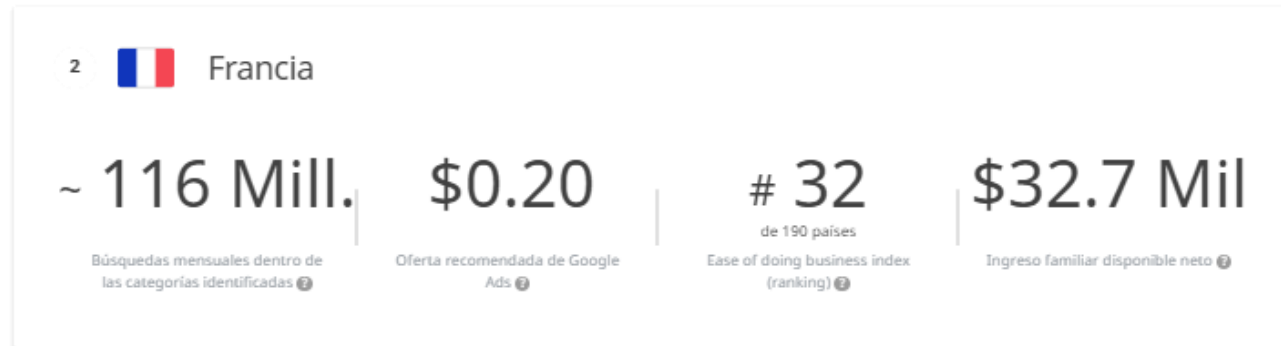 2 Francia
~ 116 Mill.
Búsquedas mensuales dentro de
las categorías identificadas ?
$0.20
Oferta recomendada de Google
Ads ?
# 32
de 190 países
Ease of doing business index
(ranking) ?
$32.7 Mil
Ingreso familiar disponible neto ?